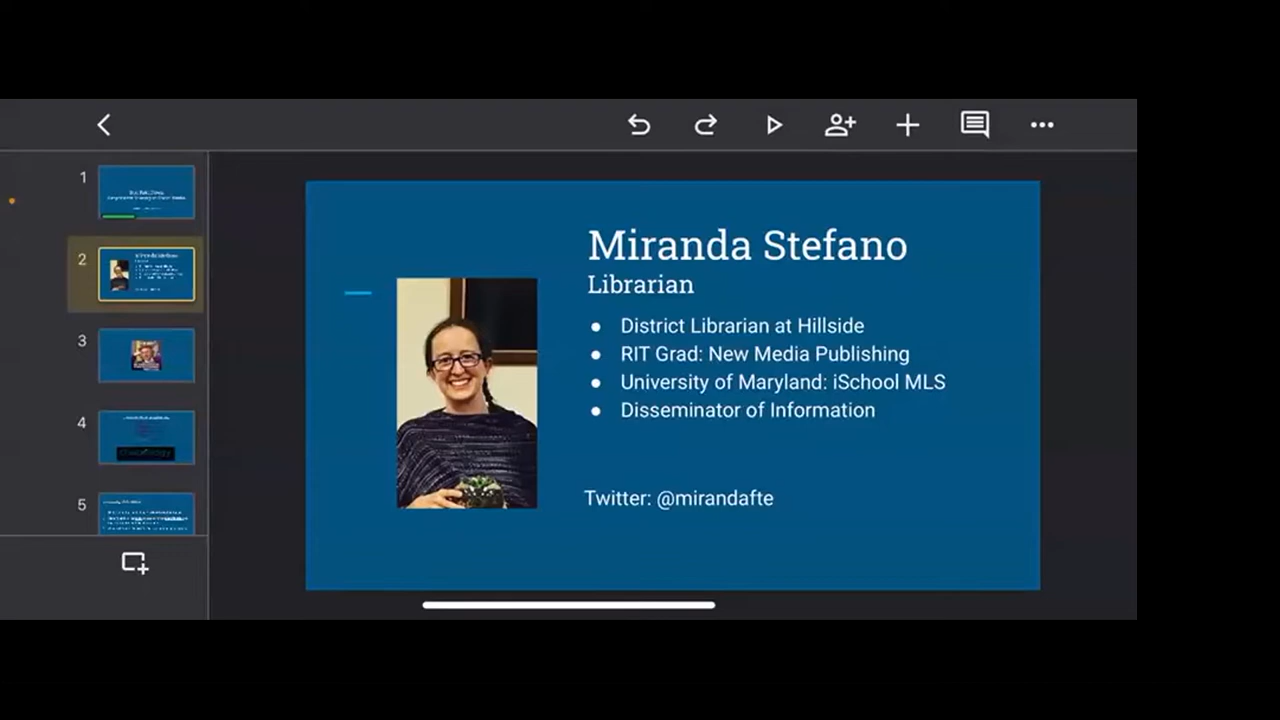 1
2
3
4
5
Miranda Stefano
Librarian
● District Librarian at Hillside
● RIT Grad: New Media Publishing
● University of Maryland: iSchool MLS
● Disseminator of Information
Twitter: @mirandafte